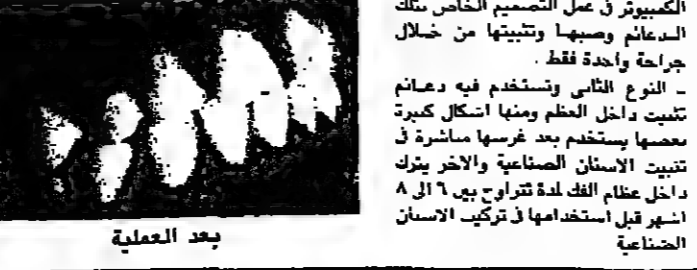 الكمبيوتر في عمل التصميم الخاص بتلك
الدعائم وصبها وتثبيتها من خلال
جراحة واحدة فقط .
ـ النوع الثاني وتستخدم فيه دعائم
تثبيت داخل العظم ومنها اشكال كبيرة
بعضها يستخدم بعد غرسها مباشرة في
تثبيت الاسنان الصناعية والاخر يترك
داخل عظام الفك لمدة تتراوح بين ٦ الى ٨
اشهر قبل استخدامها في تركيب الاسنان
الصناعية
بعد العملية